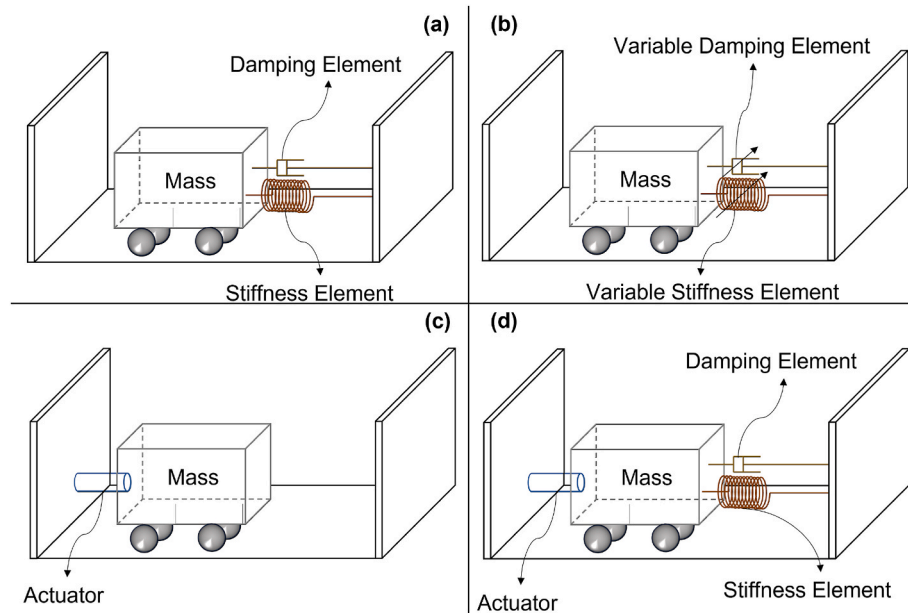 (a)
Damping Element
Mass
Stiffness Element
(b)
Variable Damping Element
Mass
Variable Stiffness Element
(c)
Mass
Actuator
(d)
Damping Element
Mass
Actuator
Stiffness Element